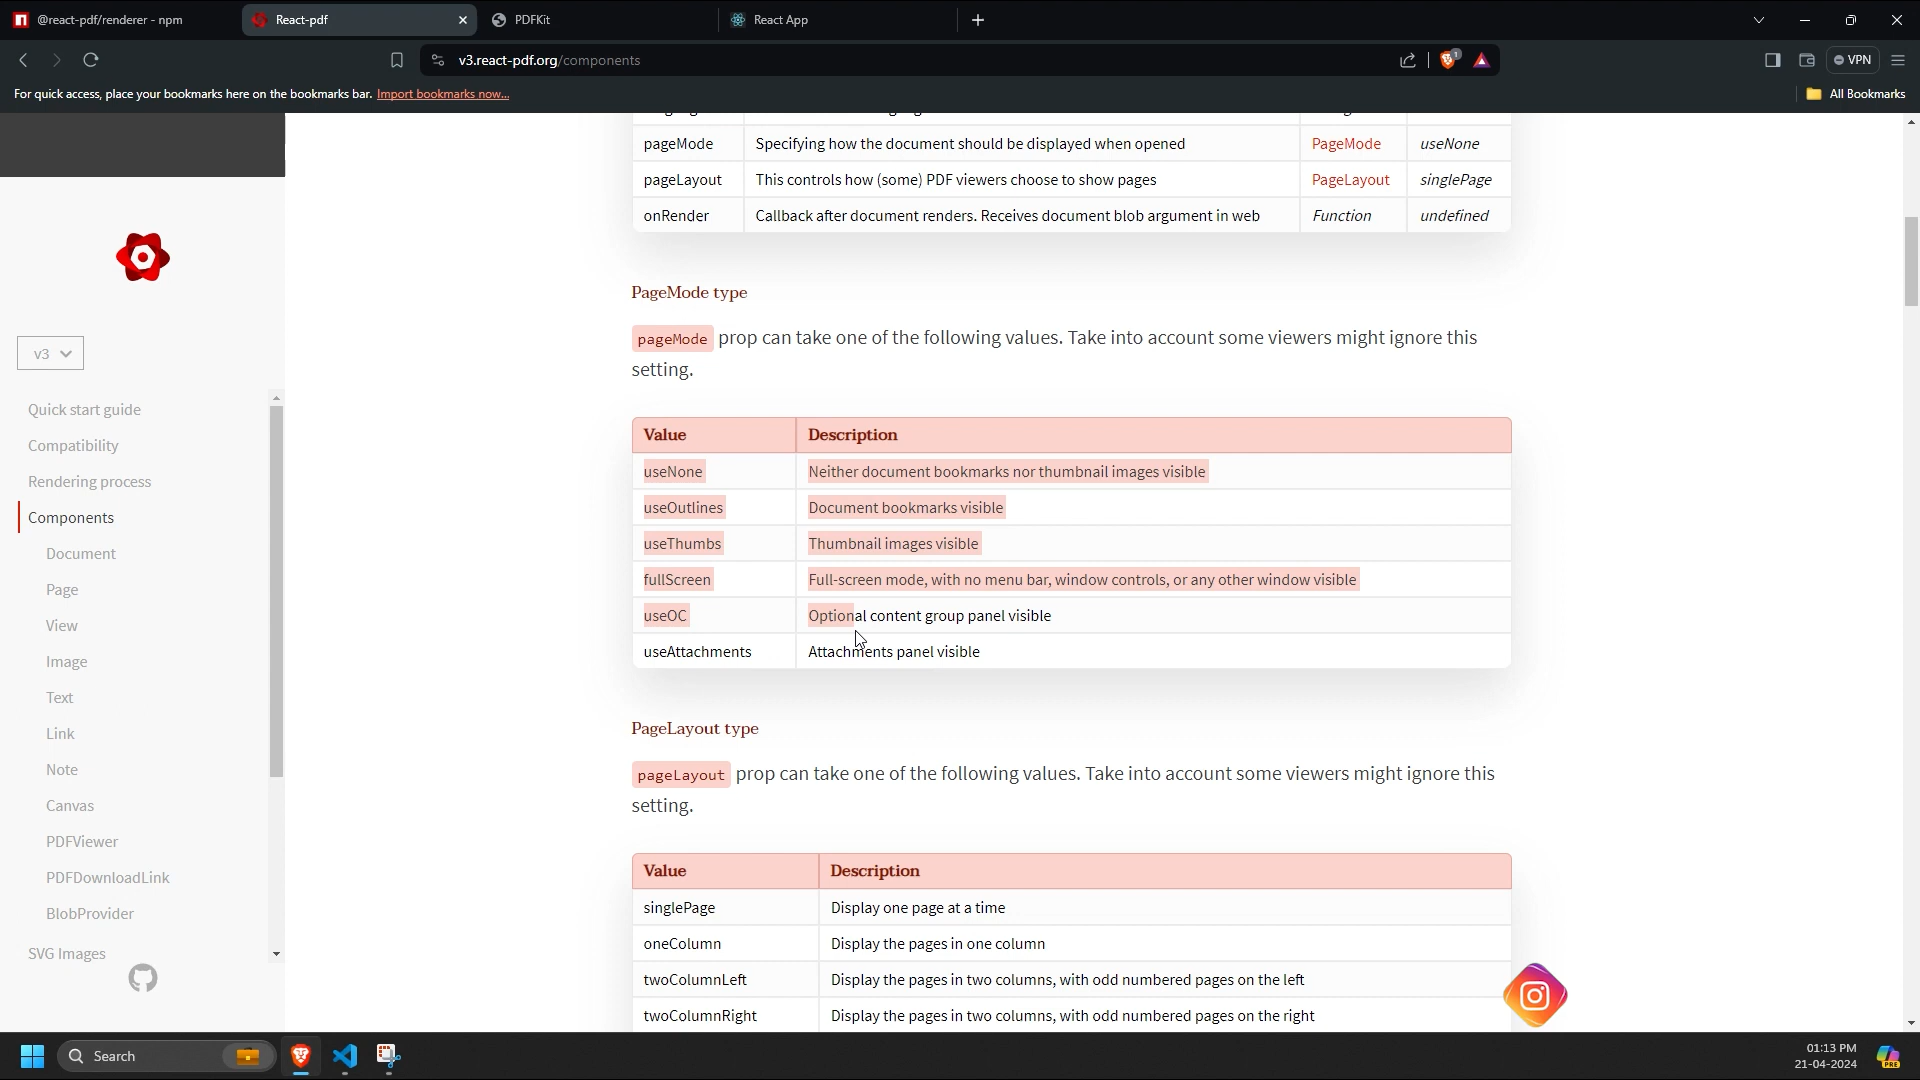 @react-pdf/renderer - npm
React-pdf
PDFKit
React App
v3.react-pdf.org/components
1
VPN
For quick access, place your bookmarks here on the bookmarks bar. Import bookmarks now...
All Bookmarks
pageMode Specifying how the document should be displayed when opened PageMode useNone
pageLayout This controls how (some) PDF viewers choose to show pages PageLayout singlePage
onRender Callback after document renders. Receives document blob argument in web Function undefined
PageMode type
pageMode prop can take one of the following values. Take into account some viewers might ignore this
setting.
Value Description
useNone Neither document bookmarks nor thumbnail images visible
useOutlines Document bookmarks visible
useThumbs Thumbnail images visible
fullScreen Full-screen mode, with no menu bar, window controls, or any other window visible
useOC Optional content group panel visible
useAttachments Attachments panel visible
PageLayout type
pageLayout prop can take one of the following values. Take into account some viewers might ignore this
setting.
Value Description
singlePage Display one page at a time
oneColumn Display the pages in one column
twoColumnLeft Display the pages in two columns, with odd numbered pages on the left
twoColumnRight Display the pages in two columns, with odd numbered pages on the right
v3
Quick start guide
Compatibility
Rendering process
Components
Document
Page
View
Image
Text
Link
Note
Canvas
PDFViewer
PDFDownloadLink
BlobProvider
SVG Images
Search
01:13 PM
21-04-2024
PRE